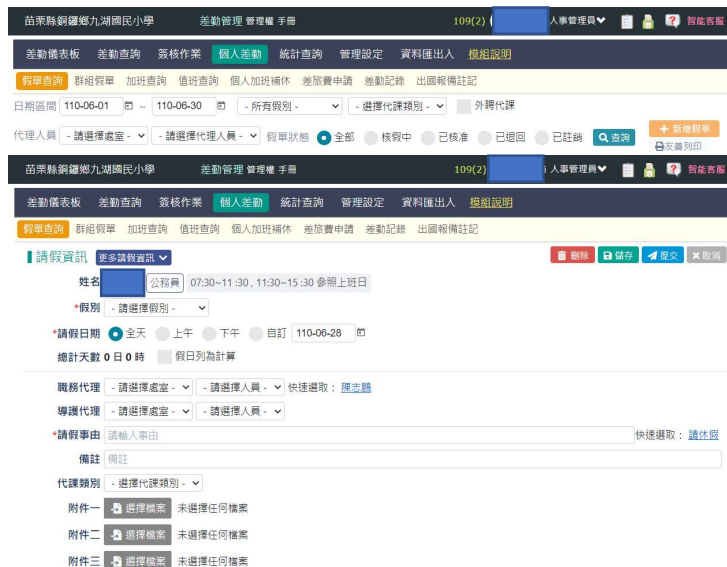 苗栗縣銅鑼鄉九湖國民小學 差勤管理 管理權 手冊 109(2) 人事管理員 智能客服
差勤儀表板 差勤查詢 簽核作業 個人差勤 統計查詢 管理設定 資料匯出入 模組說明
假單查詢 群組假單 加班查詢 值班查詢 個人加班補休 差旅費申請 差勤記錄 出國報備註記
日期區間 110-06-01 ~ 110-06-30 - 所有假別 - - 選擇代課類別 - 外聘代課
代理人員 - 請選擇處室 - - 請選擇代理人員 - 假單狀態 全部 核假中 已核准 已退回 已註銷 查詢 + 新增假單
友善列印
苗栗縣銅鑼鄉九湖國民小學 差勤管理 管理權 手冊 109(2) 人事管理員 智能客服
差勤儀表板 差勤查詢 簽核作業 個人差勤 統計查詢 管理設定 資料匯出入 模組說明
假單查詢 群組假單 加班查詢 值班查詢 個人加班補休 差旅費申請 差勤記錄 出國報備註記
請假資訊 更多請假資訊 刪除 儲存 提交 ×取消
姓名 公務員 07:30~11:30 , 11:30~15:30 參照上班日
*假別 - 請選擇假別 -
*請假日期 全天 上午 下午 自訂 110-06-28
總計天數 0 日 0 時 假日列為計算
職務代理 - 請選擇處室 - - 請選擇人員 - 快速選取： 陳志鵬
導護代理 - 請選擇處室 - - 請選擇人員 -
*請假事由 請輸入事由 快速選取： 請休假
備註 備註
代課類別 - 選擇代課類別 -
附件一 選擇檔案 未選擇任何檔案
附件二 選擇檔案 未選擇任何檔案
附件三 選擇檔案 未選擇任何檔案